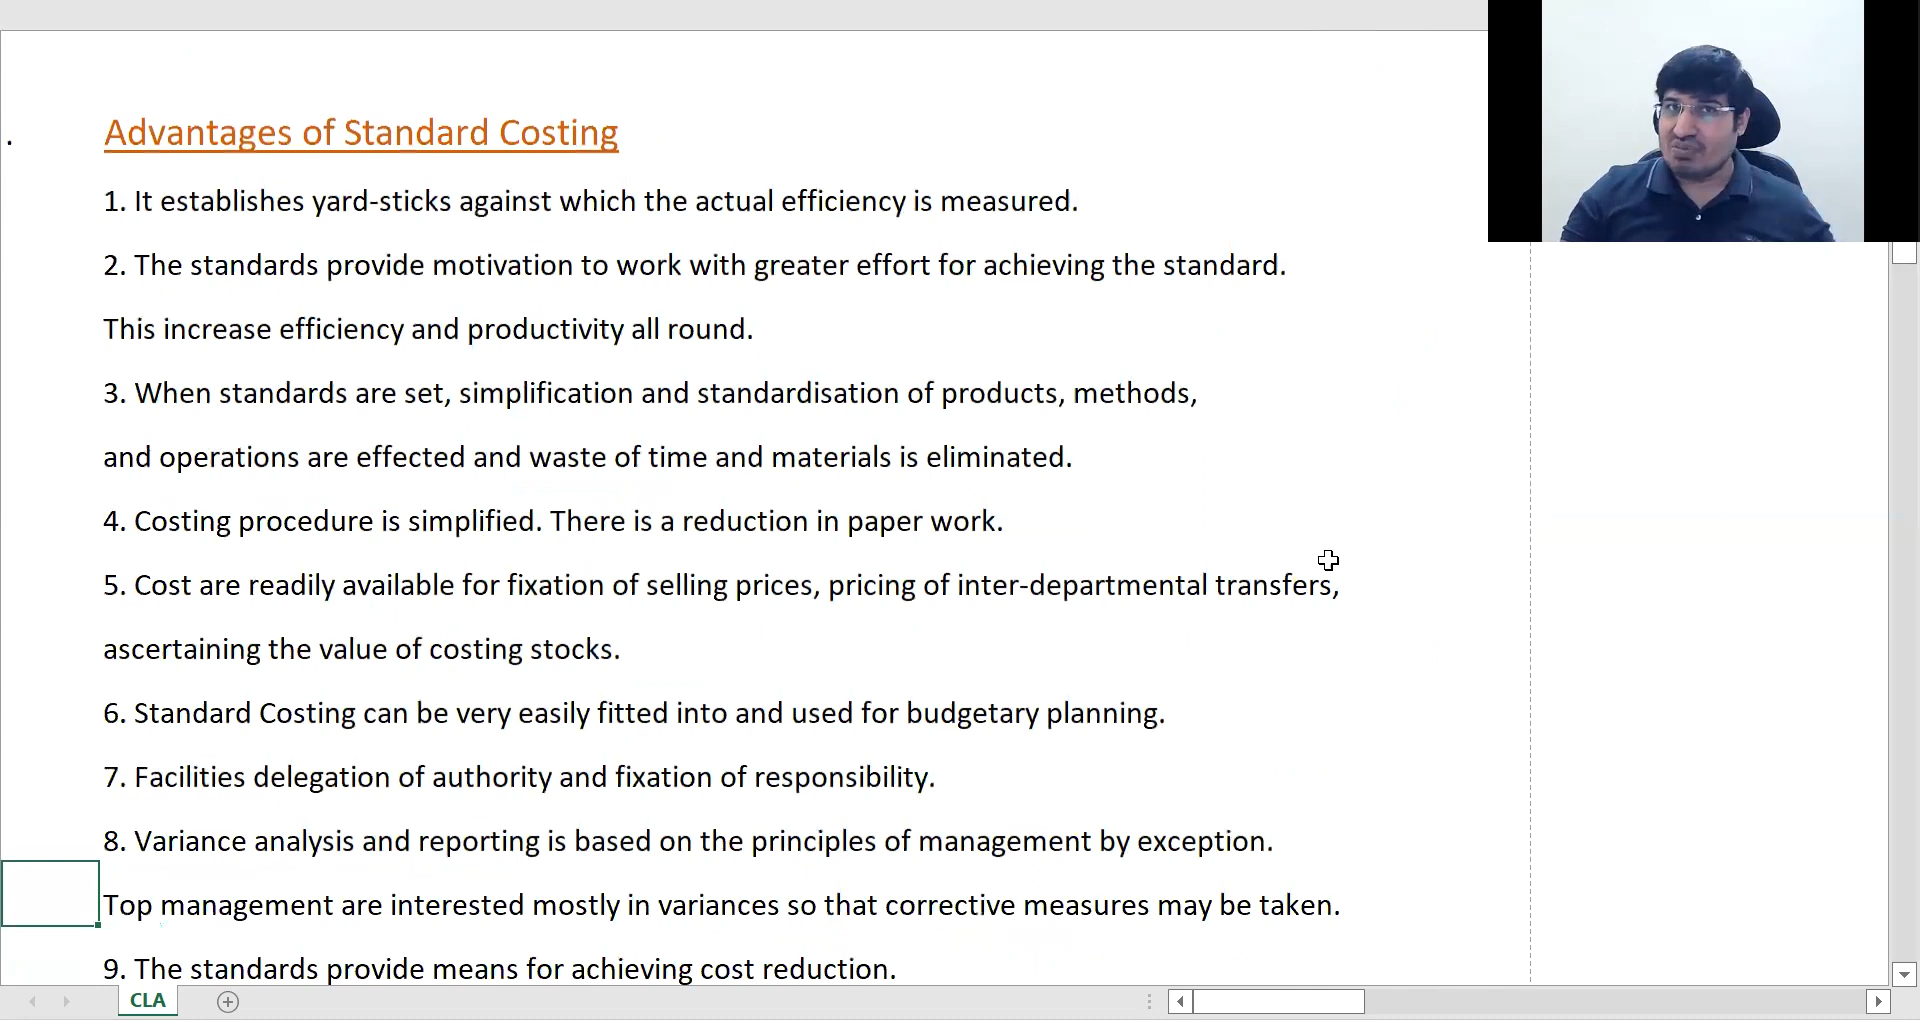 Advantages of Standard Costing
.
1. It establishes yard-sticks against which the actual efficiency is measured.
2. The standards provide motivation to work with greater effort for achieving the standard.
This increase efficiency and productivity all round.
3. When standards are set, simplification and standardisation of products, methods,
and operations are effected and waste of time and materials is eliminated.
4. Costing procedure is simplified. There is a reduction in paper work.
5. Cost are readily available for fixation of selling prices, pricing of inter-departmental transfers,
ascertaining the value of costing stocks.
6. Standard Costing can be very easily fitted into and used for budgetary planning.
7. Facilities delegation of authority and fixation of responsibility.
8. Variance analysis and reporting is based on the principles of management by exception.
Top management are interested mostly in variances so that corrective measures may be taken.
9. The standards provide means for achieving cost reduction.
CLA